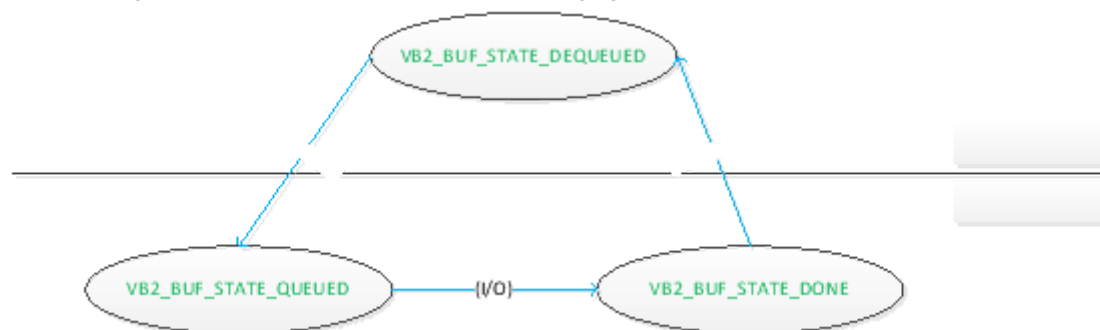 VB2_BUF_STATE_DEQUEUED
VB2_BUF_STATE_QUEUED
(I/O)
VB2_BUF_STATE_DONE